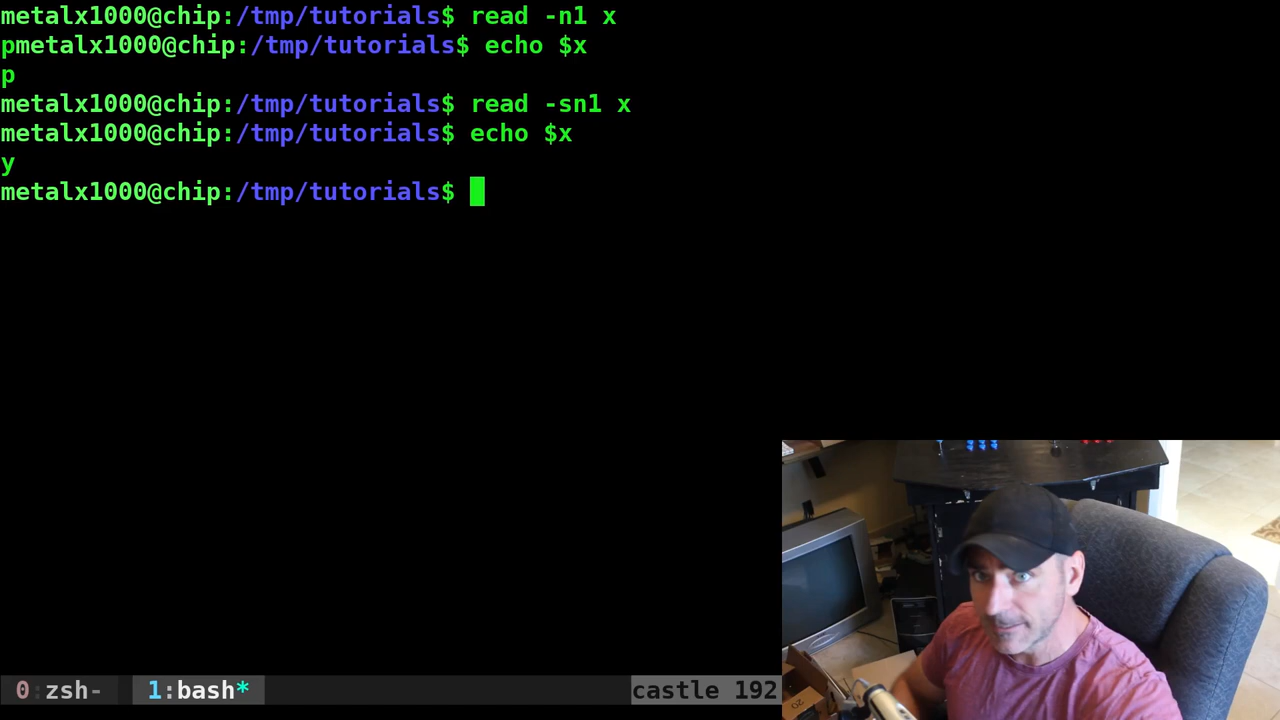 metalx1000@chip:/tmp/tutorials$ read -n1 x
pmetalx1000@chip:/tmp/tutorials$ echo $x
p
metalx1000@chip:/tmp/tutorials$ read -sn1 x
metalx1000@chip:/tmp/tutorials$ echo $x
y
metalx1000@chip:/tmp/tutorials$
0:zsh- 1:bash* castle 192
20